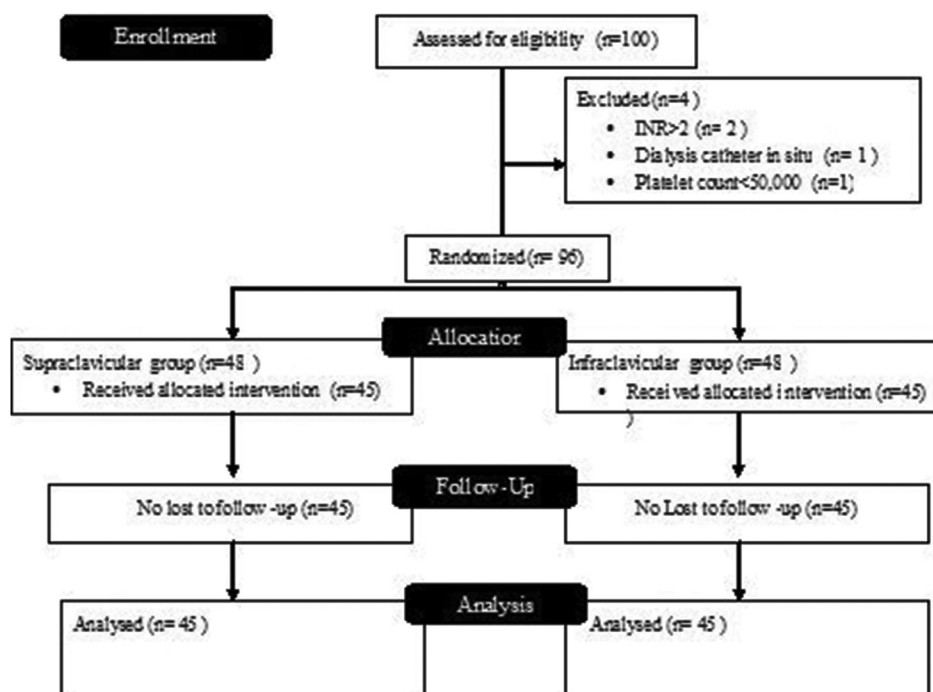 Enrollment
Assessed for eligibility (n=100)
Excluded (n=4 )
• INR>2 (n= 2 )
• Dialysis catheter in situ (n= 1 )
• Platelet count<50,000 (n=1)
Randomized (n= 96)
Allocation
Supraclavicular group (n=48 )
• Received allocated intervention (n=45)
Infraclavicular group (n=48 )
• Received allocated intervention (n=45)
)
Follow-Up
No lost to follow -up (n=45)
No Lost to follow -up (n=45)
Analysis
Analysed (n= 45 )
Analysed (n= 45 )